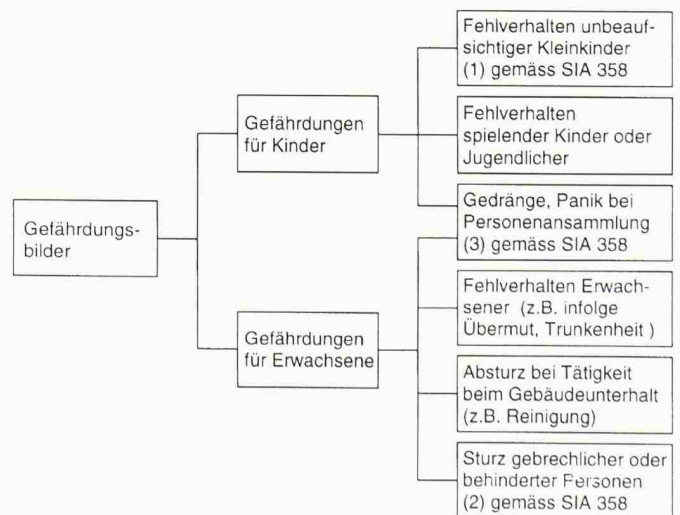 Gefährdungs-
bilder
Gefährdungen
für Kinder
Gefährdungen
für Erwachsene
Fehlverhalten unbeauf-
sichtiger Kleinkinder
(1) gemäss SIA 358
Fehlverhalten
spielender Kinder oder
Jugendlicher
Gedränge, Panik bei
Personenansammlung
(3) gemäss SIA 358
Fehlverhalten Erwach-
sener (z.B. infolge
Übermut, Trunkenheit )
Absturz bei Tätigkeit
beim Gebäudeunterhalt
(z.B. Reinigung)
Sturz gebrechlicher oder
behinderter Personen
(2) gemäss SIA 358